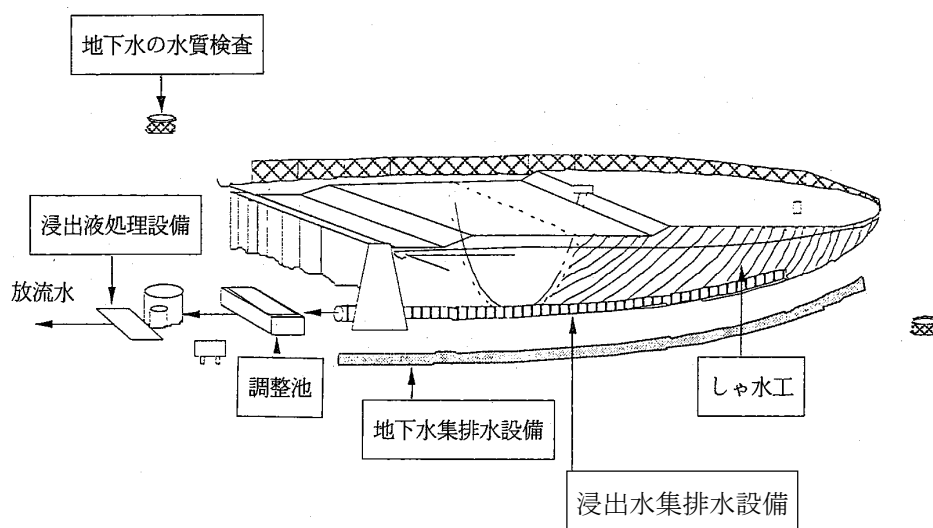 地下水の水質検査
浸出液処理設備
放流水
調整池
しゃ水工
地下水集排水設備
浸出水集排水設備